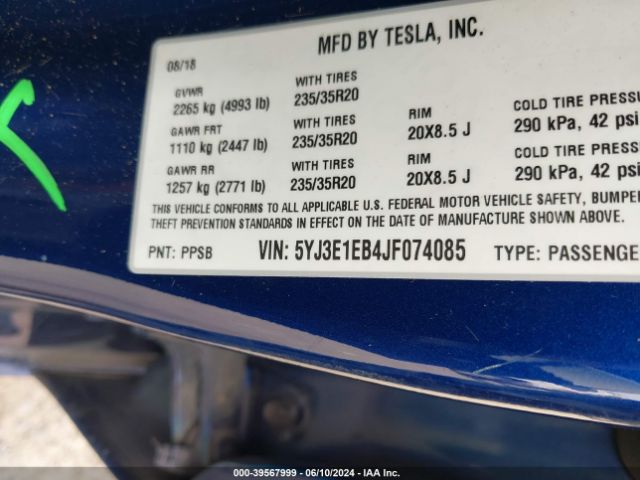 MFD BY TESLA, INC.
08/18
GVWR
2265 kg (4993 lb)
WITH TIRES
235/35R20
GAWR FRT
1110 kg (2447 lb)
WITH TIRES
235/35R20
RIM
20X8.5 J
COLD TIRE PRESSU
290 kPa, 42 psi
GAWR RR
1257 kg (2771 lb)
WITH TIRES
235/35R20
RIM
20X8.5 J
COLD TIRE PRESSU
290 kPa, 42 psi
THIS VEHICLE CONFORMS TO ALL APPLICABLE U.S. FEDERAL MOTOR VEHICLE SAFETY, BUMPER
THEFT PREVENTION STANDARDS IN EFFECT ON THE DATE OF MANUFACTURE SHOWN ABOVE.
PNT: PPSB VIN: 5YJ3E1EB4JF074085 TYPE: PASSENGE
000-39567999 - 06/10/2024 - IAA Inc.